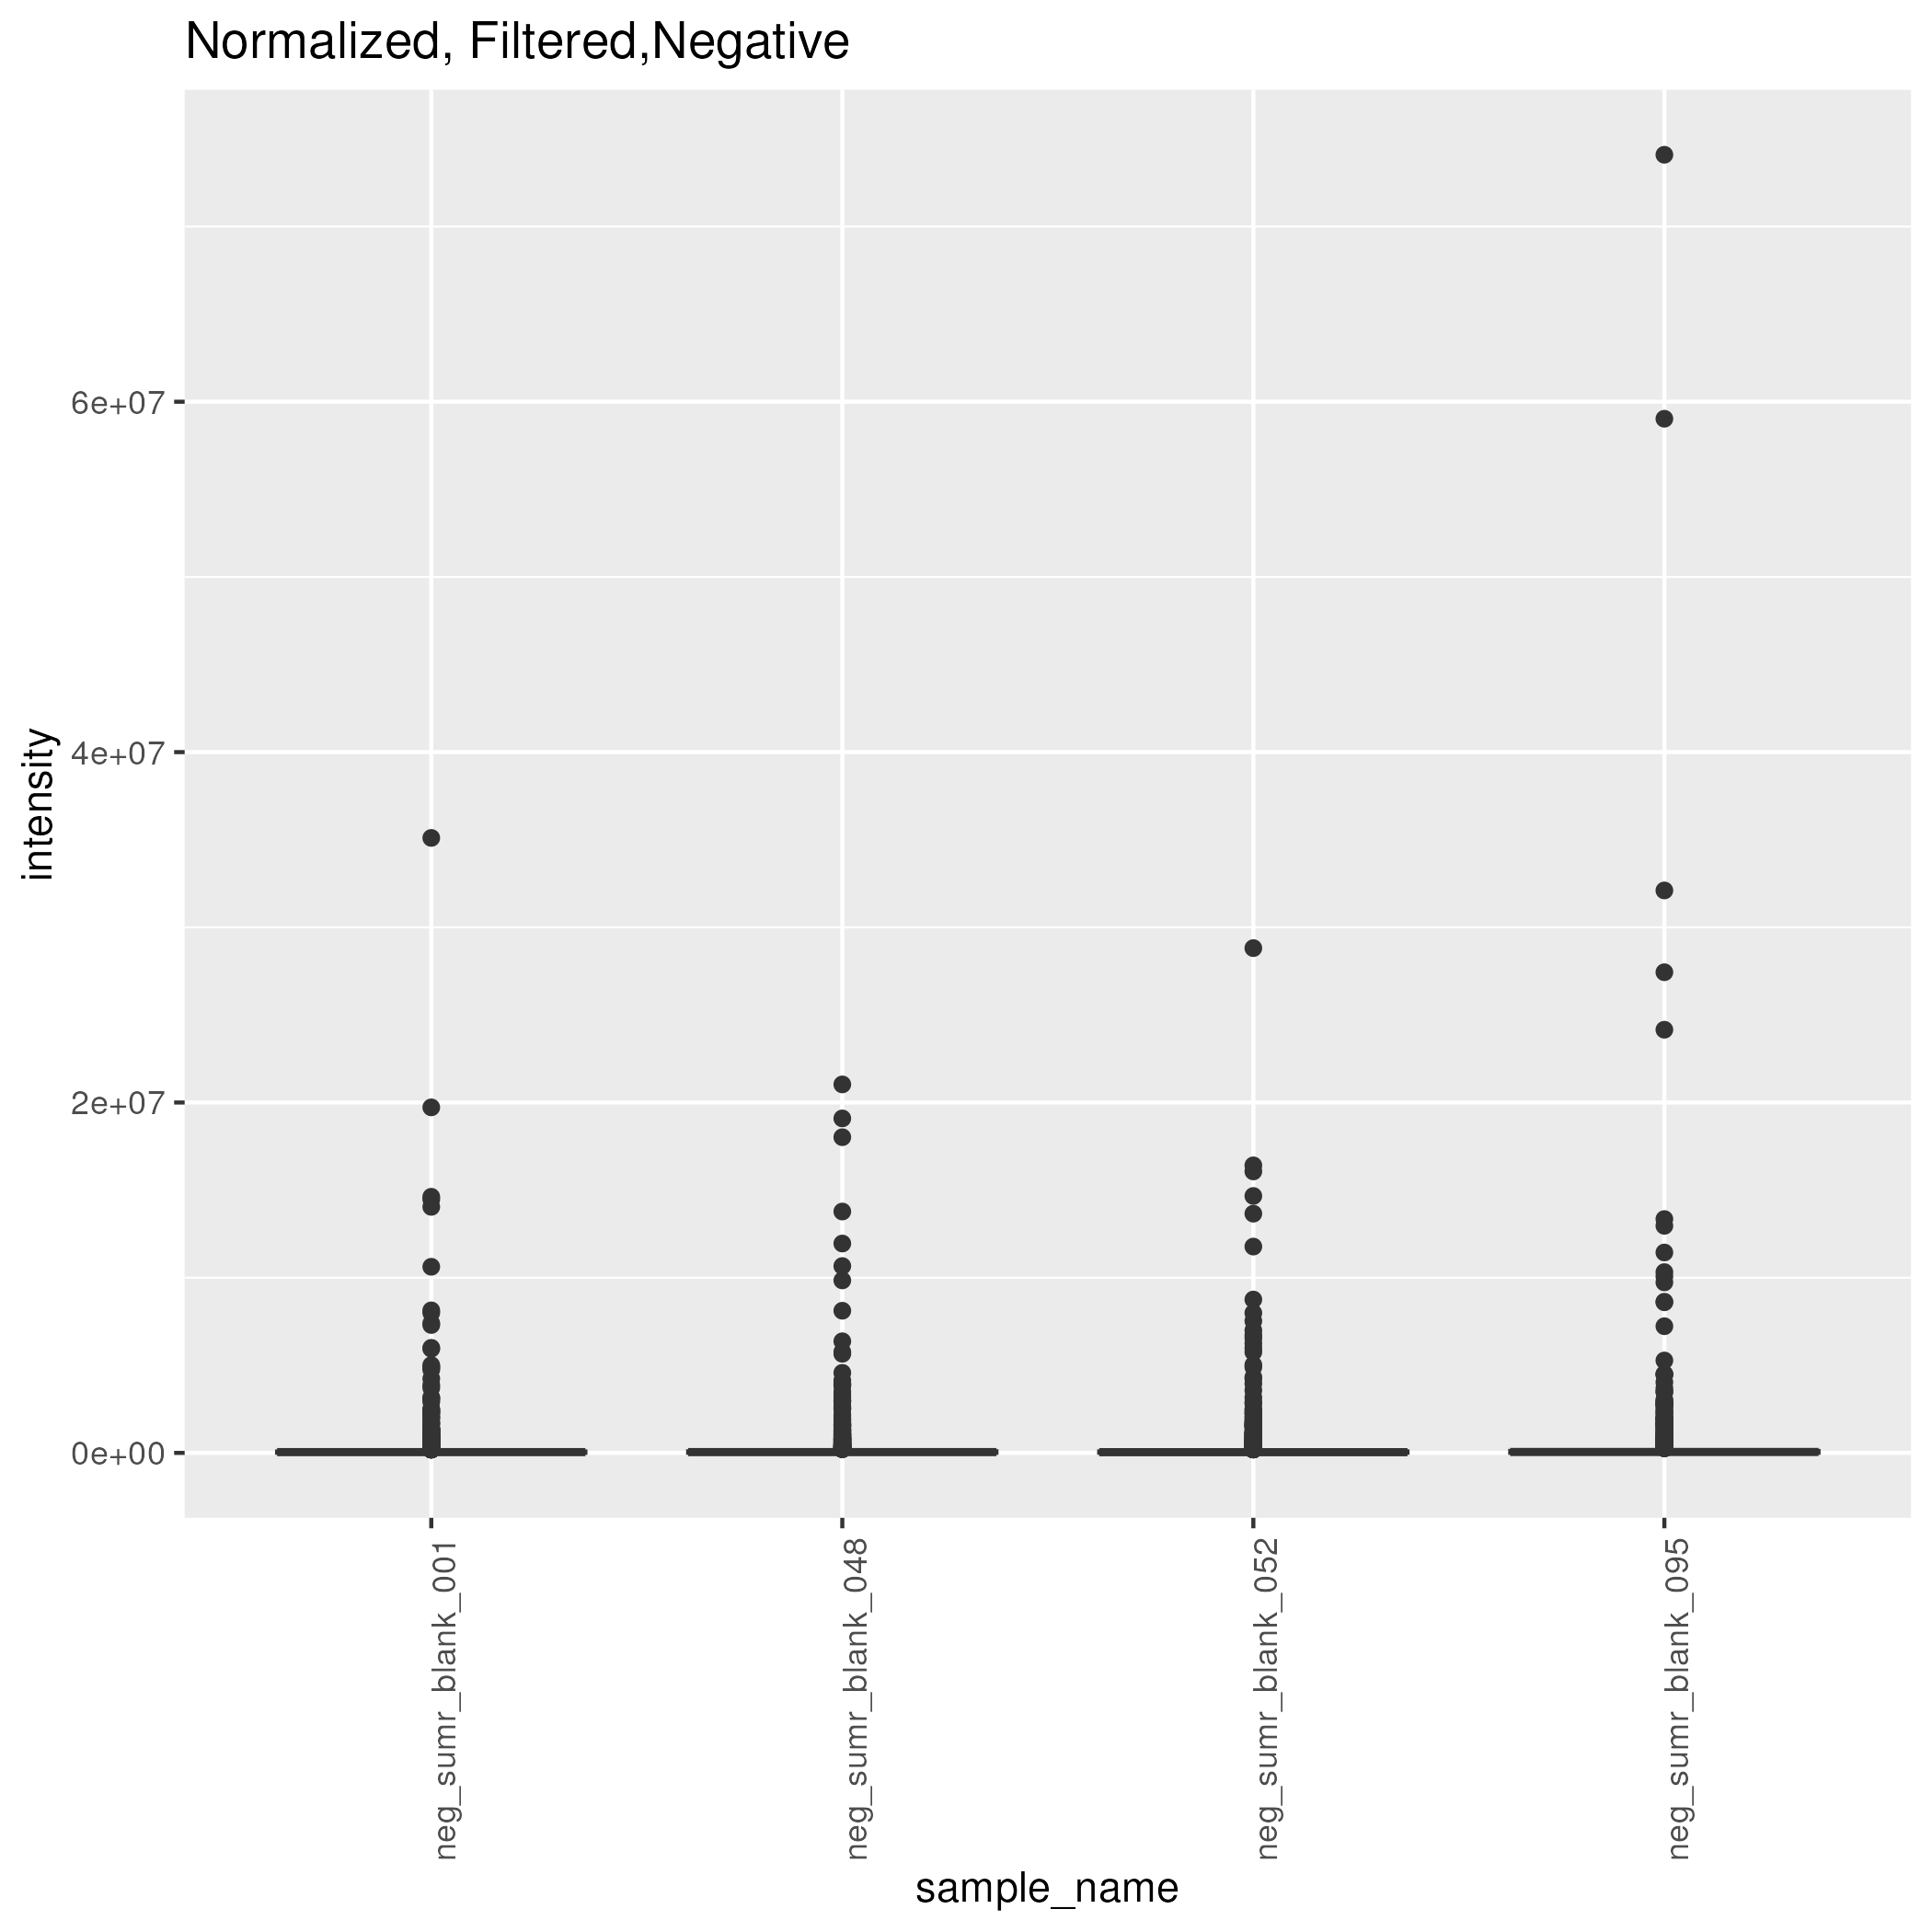 Normalized, Filtered,Negative
intensity
6e+07
4e+07
2e+07
0e+00
neg_sumr_blank_001
neg_sumr_blank_048
neg_sumr_blank_052
neg_sumr_blank_095
sample_name